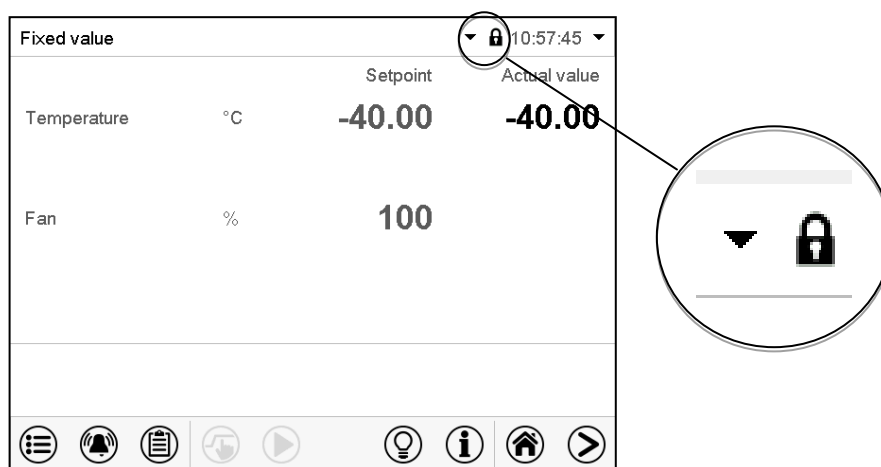 Fixed value 10:57:45
Setpoint Actual value
Temperature °C -40.00 -40.00
Fan % 100